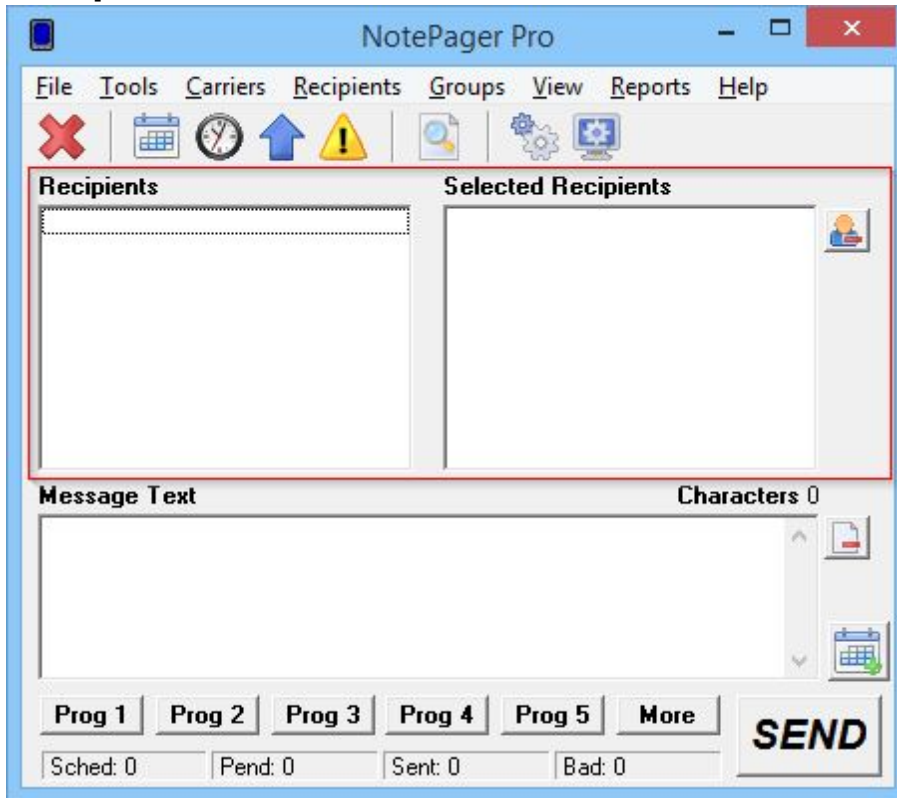 NotePager Pro
File Tools Carriers Recipients Groups View Reports Help
Recipients Selected Recipients
Message Text Characters 0
Prog 1 Prog 2 Prog 3 Prog 4 Prog 5 More SEND
Sched: 0 Pend: 0 Sent: 0 Bad: 0